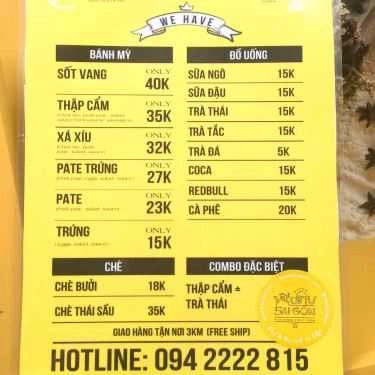 WE HAVE
BÁNH MỲ
SỐT VANG ONLY 40K
THẬP CẨM ONLY 35K
XÁ XÍU ONLY 32K
PATE TRỨNG ONLY 27K
PATE ONLY 23K
TRỨNG ONLY 15K
ĐỒ UỐNG
SỮA NGÔ 15K
SỮA ĐẬU 15K
TRÀ THÁI 15K
TRÀ TẮC 15K
TRÀ ĐÁ 5K
COCA 15K
REDBULL 15K
CÀ PHÊ 20K
CHÈ
CHÈ BƯỞI 18K
CHÈ THÁI SẦU 35K
COMBO ĐẶC BIỆT
THẬP CẨM +
TRÀ THÁI
SAIGON
GIAO HÀNG TẬN NƠI 3KM (FREE SHIP)
HOTLINE: 094 2222 815